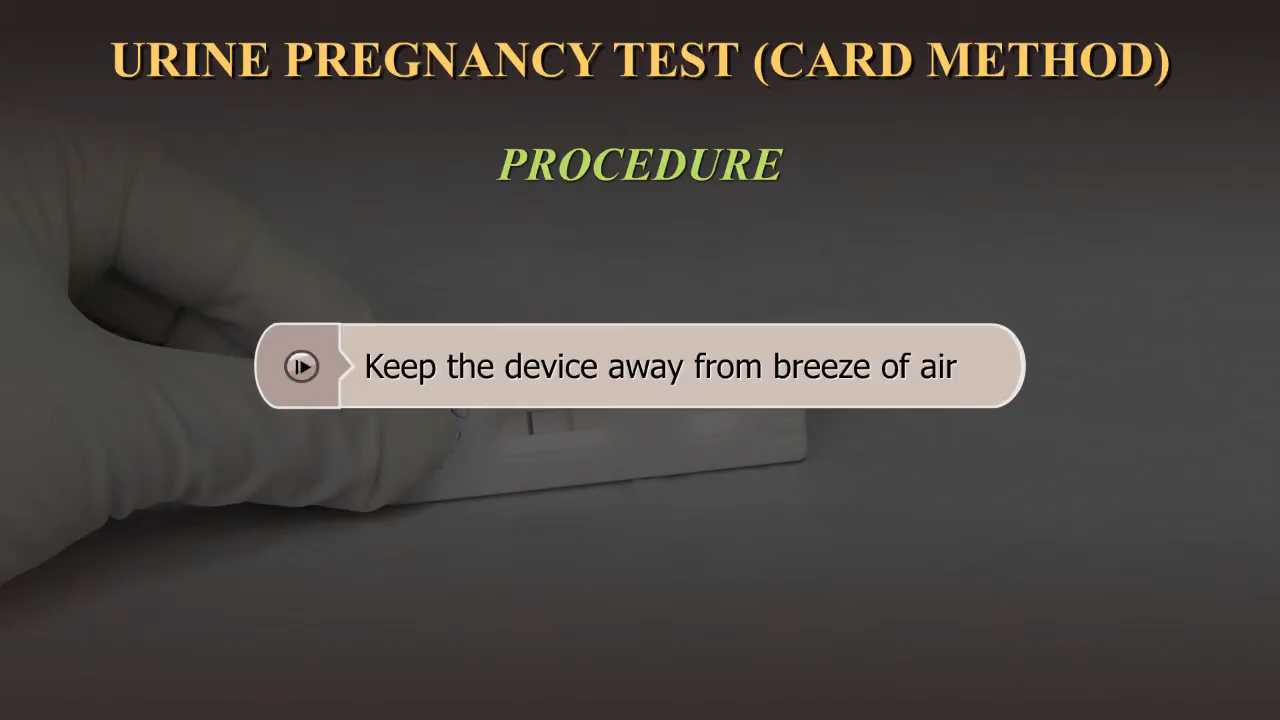 URINE PREGNANCY TEST (CARD METHOD)
PROCEDURE
Keep the device away from breeze of air